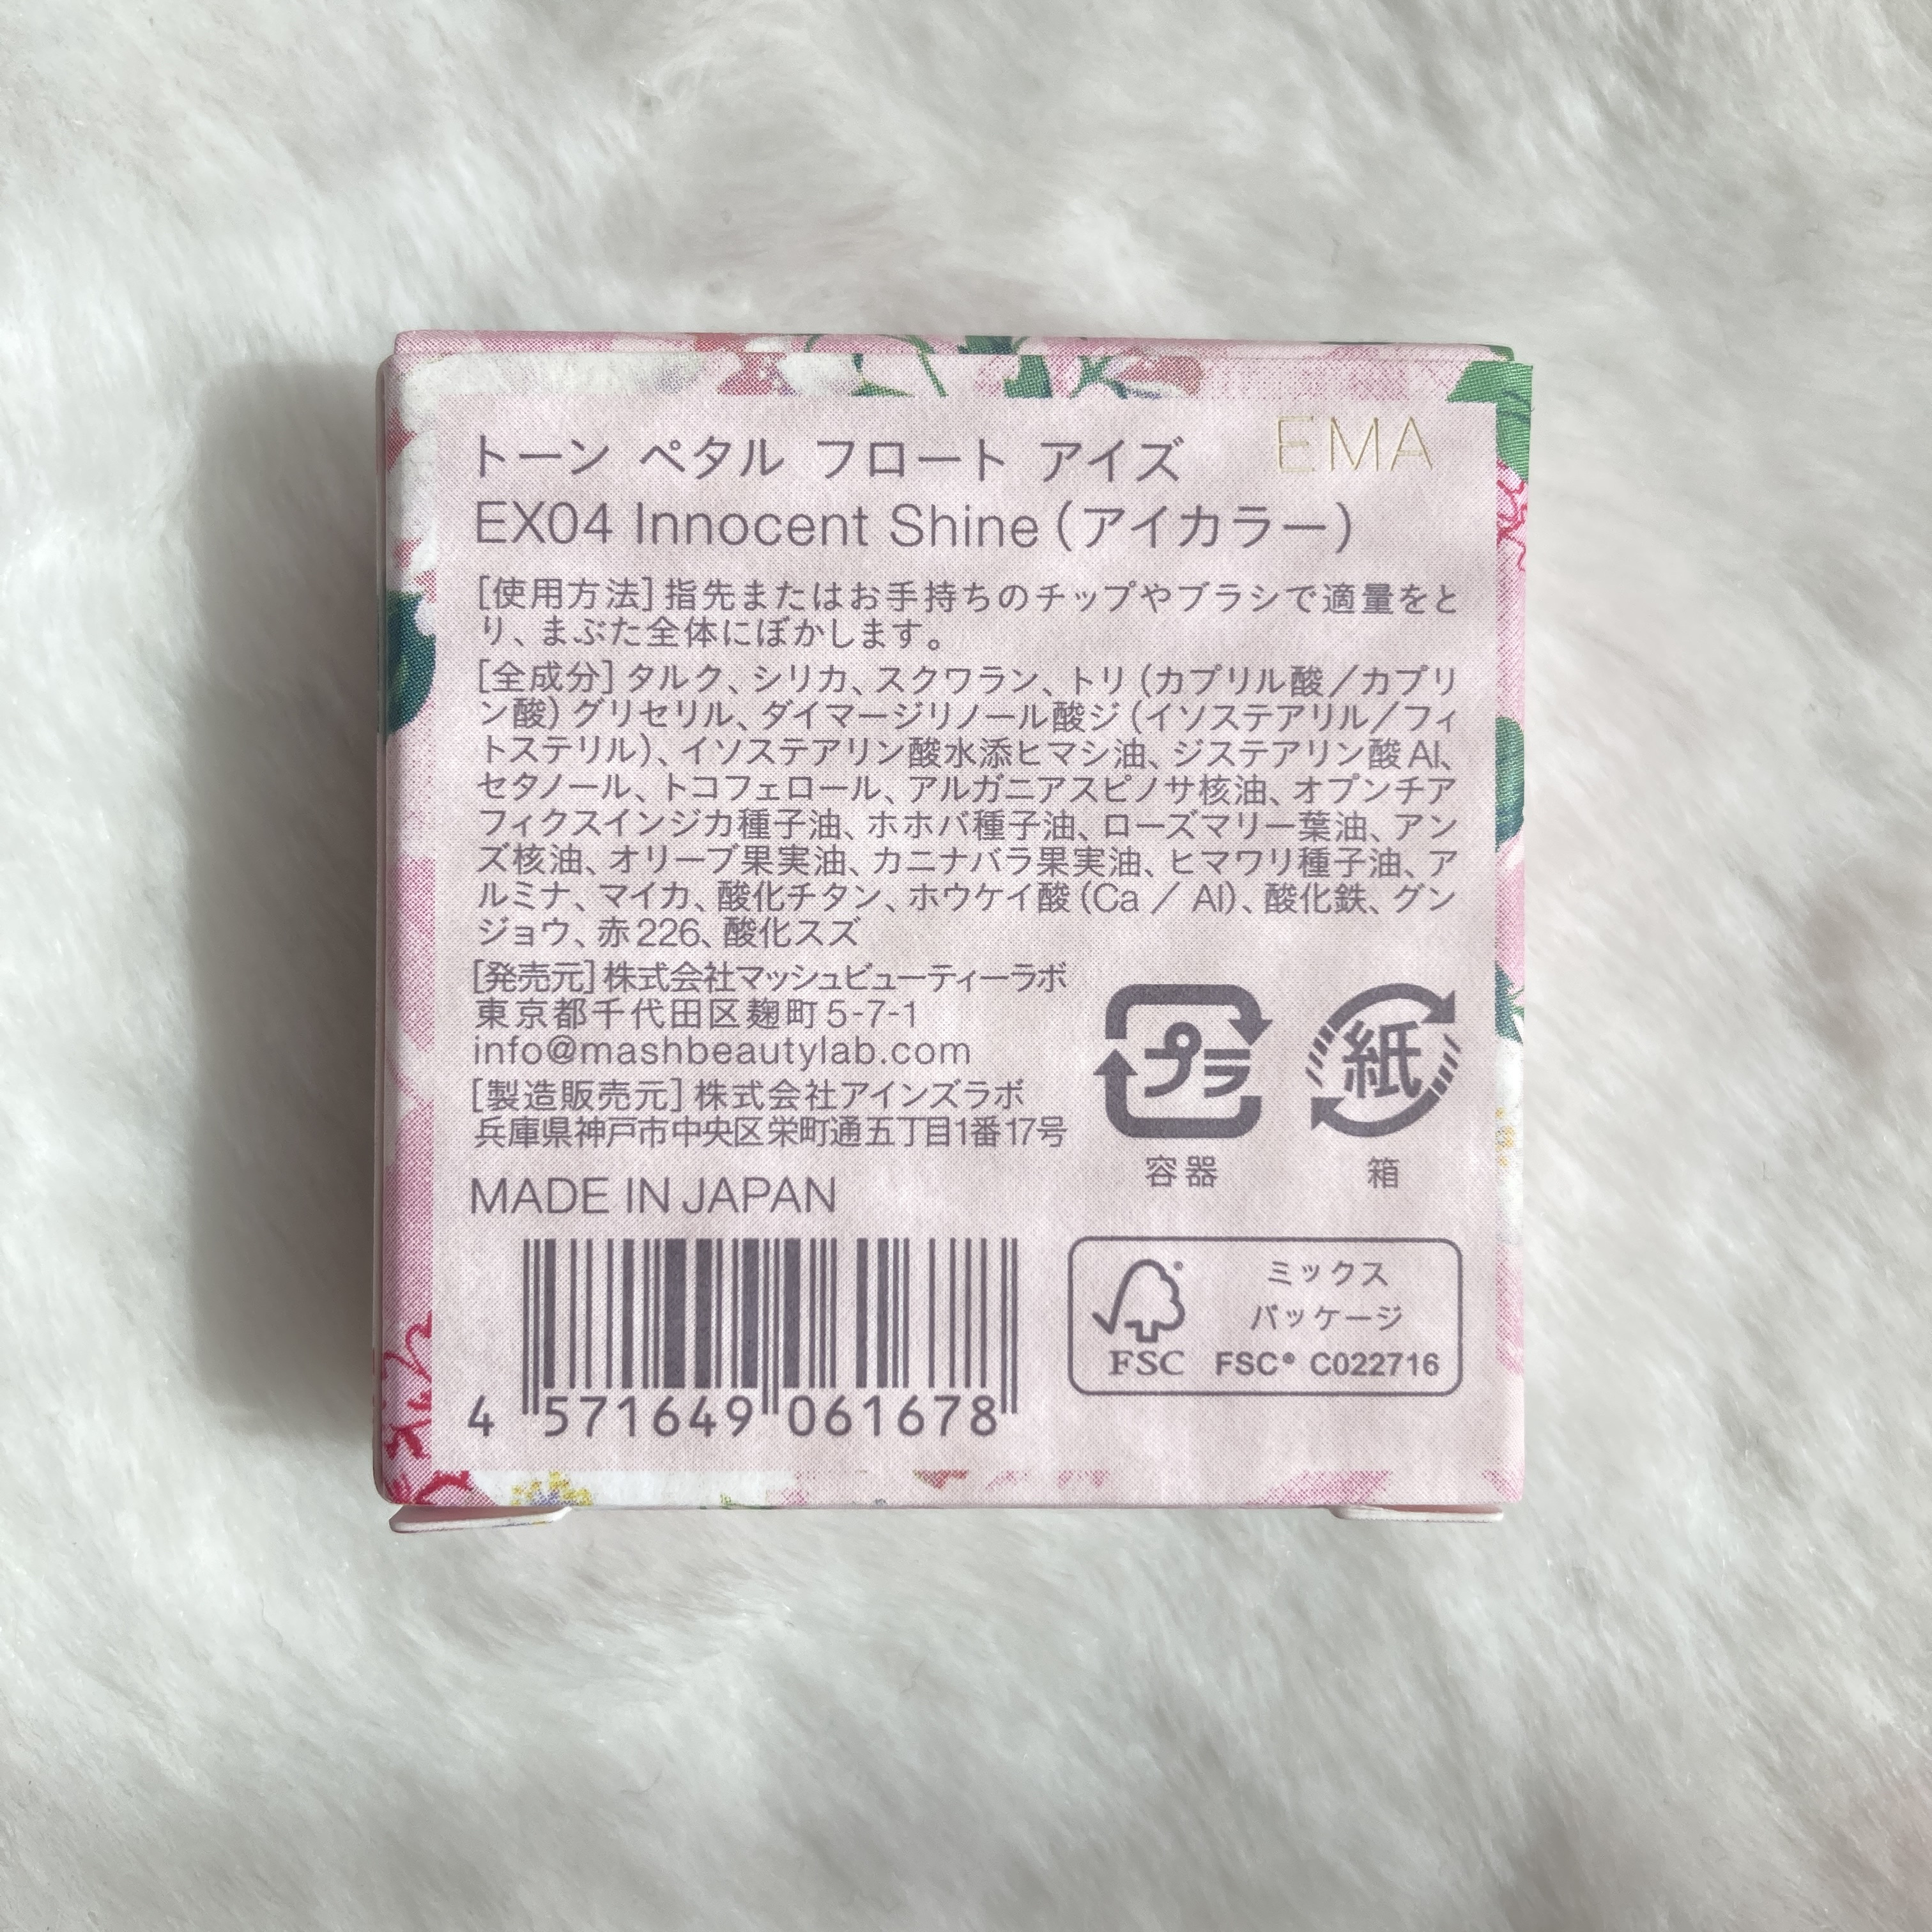 トーン ペタル フロート アイズ
EMA
EX04 Innocent Shine（アイカラー）
［使用方法］指先またはお手持ちのチップやブラシで適量をと
り、まぶた全体にぼかします。
［全成分］タルク、シリカ、スクワラン、トリ（カプリル酸／カプリ
ン酸）グリセリル、ダイマージリノール酸ジ（イソステアリル／フィ
トステリル）、イソステアリン酸水添ヒマシ油、ジステアリン酸Al、
セタノール、トコフェロール、アルガニアスピノサ核油、オプンチア
フィクスインジカ種子油、ホホバ種子油、ローズマリー葉油、アン
ズ核油、オリーブ果実油、カニナバラ果実油、ヒマワリ種子油、ア
ルミナ、マイカ、酸化チタン、ホウケイ酸（Ca／Al）、酸化鉄、グン
ジョウ、赤226、酸化スズ
［発売元］株式会社マッシュビューティーラボ
東京都千代田区麹町5-7-1
info@mashbeautylab.com
［製造販売元］株式会社アインズラボ
兵庫県神戸市中央区栄町通五丁目1番17号
プラ
容器
紙
箱
MADE IN JAPAN
4 571649 061678
FSC
ミックス
パッケージ
FSC® C022716